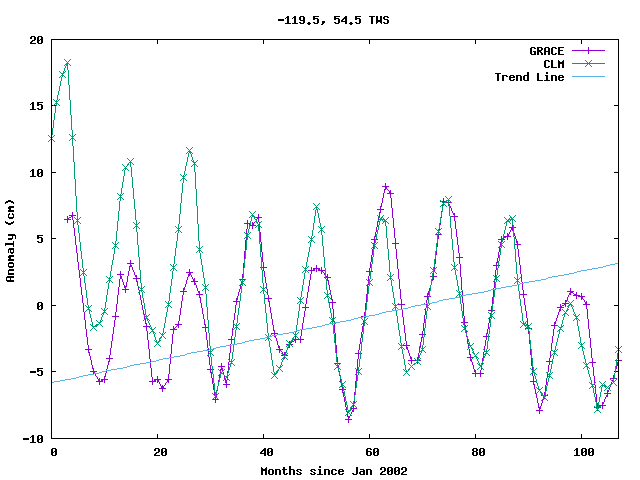 -119.5, 54.5 TWS
GRACE
CLM
Trend Line
20
15
10
5
0
-5
-10
Anomaly (cm)
0 20 40 60 80 100
Months since Jan 2002